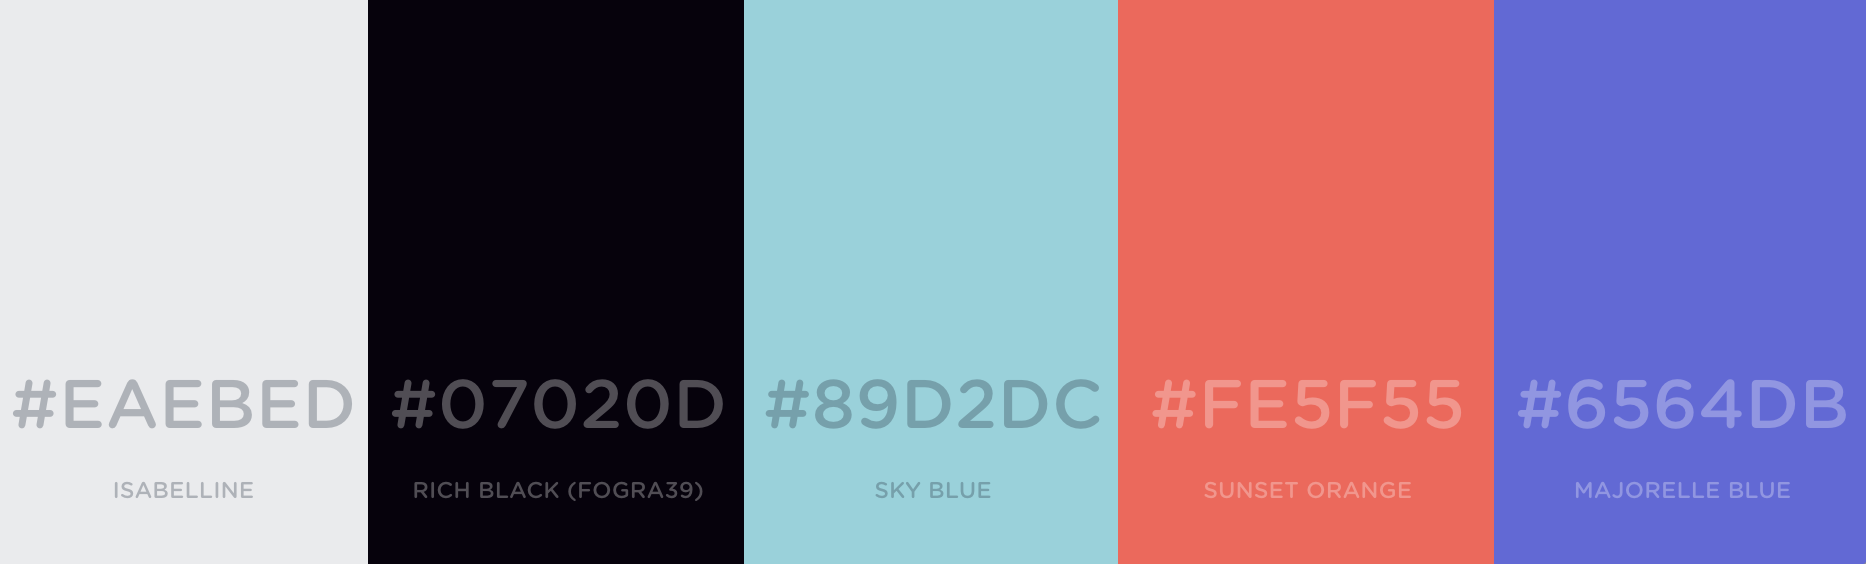 #EAEBED
ISABELLINE
#07020D
RICH BLACK (FOGRA39)
#89D2DC
SKY BLUE
#FE5F55
SUNSET ORANGE
#6564DB
MAJORELLE BLUE